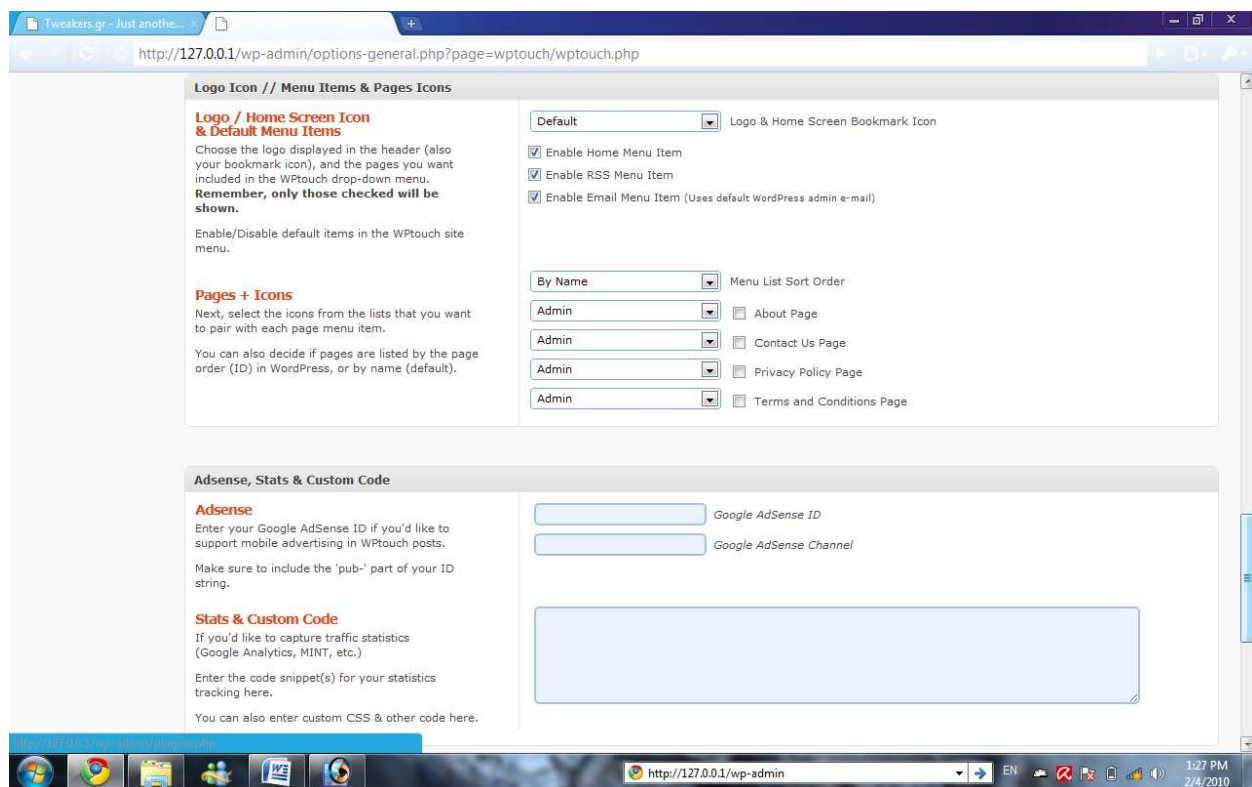 Tweakers.gr - Just anothe...
http://127.0.0.1/wp-admin/options-general.php?page=wptouch/wptouch.php
Logo Icon // Menu Items & Pages Icons
Logo / Home Screen Icon
& Default Menu Items
Choose the logo displayed in the header (also
your bookmark icon), and the pages you want
included in the WPtouch drop-down menu.
Remember, only those checked will be
shown.
Enable/Disable default items in the WPtouch site
menu.
Default
Logo & Home Screen Bookmark Icon
Enable Home Menu Item
Enable RSS Menu Item
Enable Email Menu Item (Uses default WordPress admin e-mail)
Pages + Icons
Next, select the icons from the lists that you want
to pair with each page menu item.
You can also decide if pages are listed by the page
order (ID) in WordPress, or by name (default).
By Name
Menu List Sort Order
Admin
About Page
Admin
Contact Us Page
Admin
Privacy Policy Page
Admin
Terms and Conditions Page
Adsense, Stats & Custom Code
Adsense
Enter your Google AdSense ID if you'd like to
support mobile advertising in WPtouch posts.
Make sure to include the 'pub-' part of your ID
string.
Google AdSense ID
Google AdSense Channel
Stats & Custom Code
If you'd like to capture traffic statistics
(Google Analytics, MINT, etc.)
Enter the code snippet(s) for your statistics
tracking here.
You can also enter custom CSS & other code here.
http://127.0.0.1/wp-admin/plugins.php
http://127.0.0.1/wp-admin
EN
1:27 PM
2/4/2010